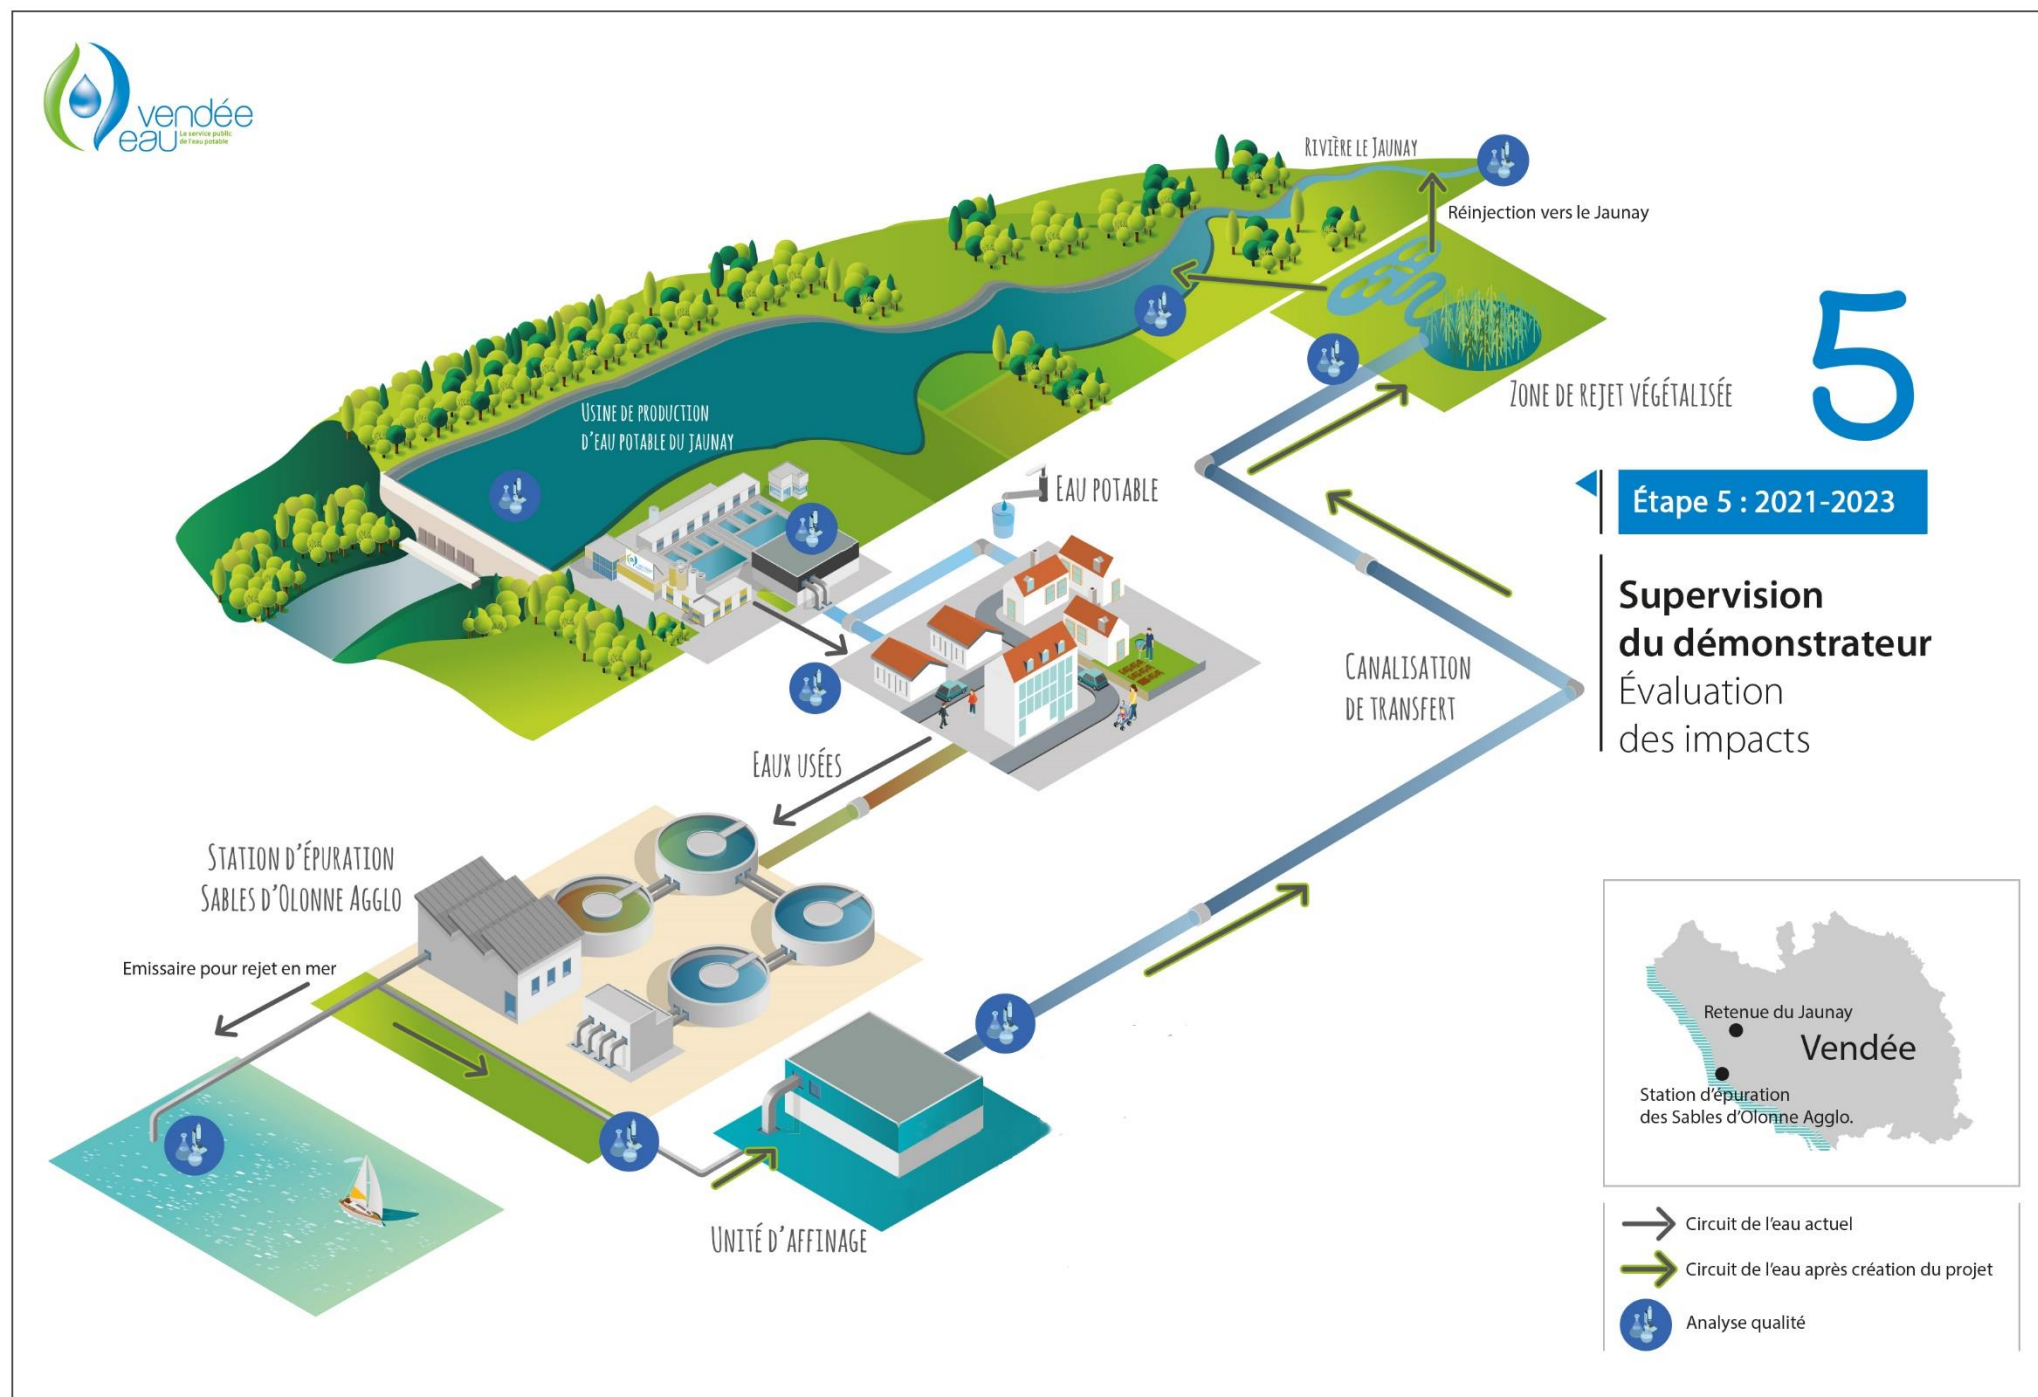 vendée
eau
Le service public
de l'eau potable
RIVIÈRE LE JAUNAY
Réinjection vers le Jaunay
5
ZONE DE REJET VÉGÉTALISÉE
USINE DE PRODUCTION
D'EAU POTABLE DU JAUNAY
EAU POTABLE
Étape 5 : 2021-2023
Supervision
du démonstrateur
Évaluation
des impacts
CANALISATION
DE TRANSFERT
EAUX USÉES
STATION D'ÉPURATION
SABLES D'OLONNE AGGLO
Emissaire pour rejet en mer
UNITÉ D'AFFINAGE
Retenue du Jaunay
Vendée
Station d'épuration
des Sables d'Olonne Agglo.
Circuit de l'eau actuel
Circuit de l'eau après création du projet
Analyse qualité